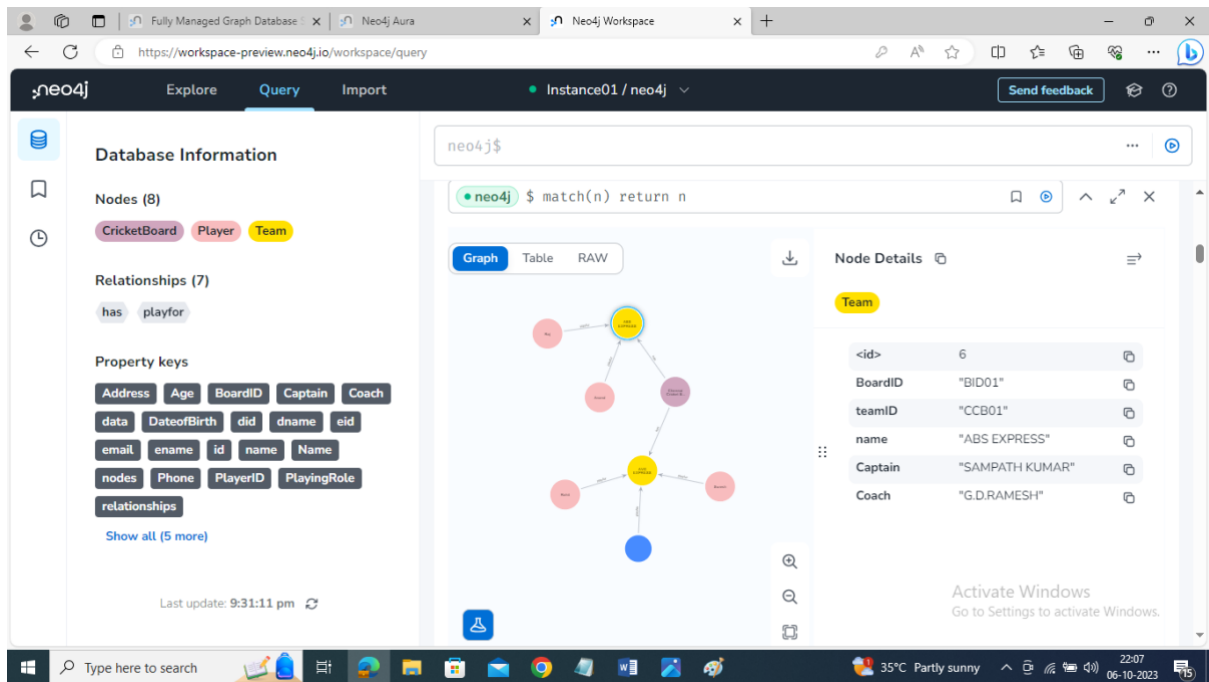 Fully Managed Graph Database S
Neo4j Aura
Neo4j Workspace
https://workspace-preview.neo4j.io/workspace/query
neo4j
Explore
Query
Import
Instance01 / neo4j
Send feedback
Database Information
Nodes (8)
CricketBoard Player Team
Relationships (7)
has playfor
Property keys
Address Age BoardID Captain Coach
data DateofBirth did dname eid
email ename id name Name
nodes Phone PlayerID PlayingRole
relationships
Show all (5 more)
Last update: 9:31:11 pm
neo4j$
neo4j $ match(n) return n
Graph Table RAW
ABS
EXPRESS
Node Details
Team
<id> 6
BoardID "BID01"
teamID "CCB01"
name "ABS EXPRESS"
Captain "SAMPATH KUMAR"
Coach "G.D.RAMESH"
Activate Windows
Go to Settings to activate Windows.
Type here to search
35°C Partly sunny
22:07
06-10-2023
15